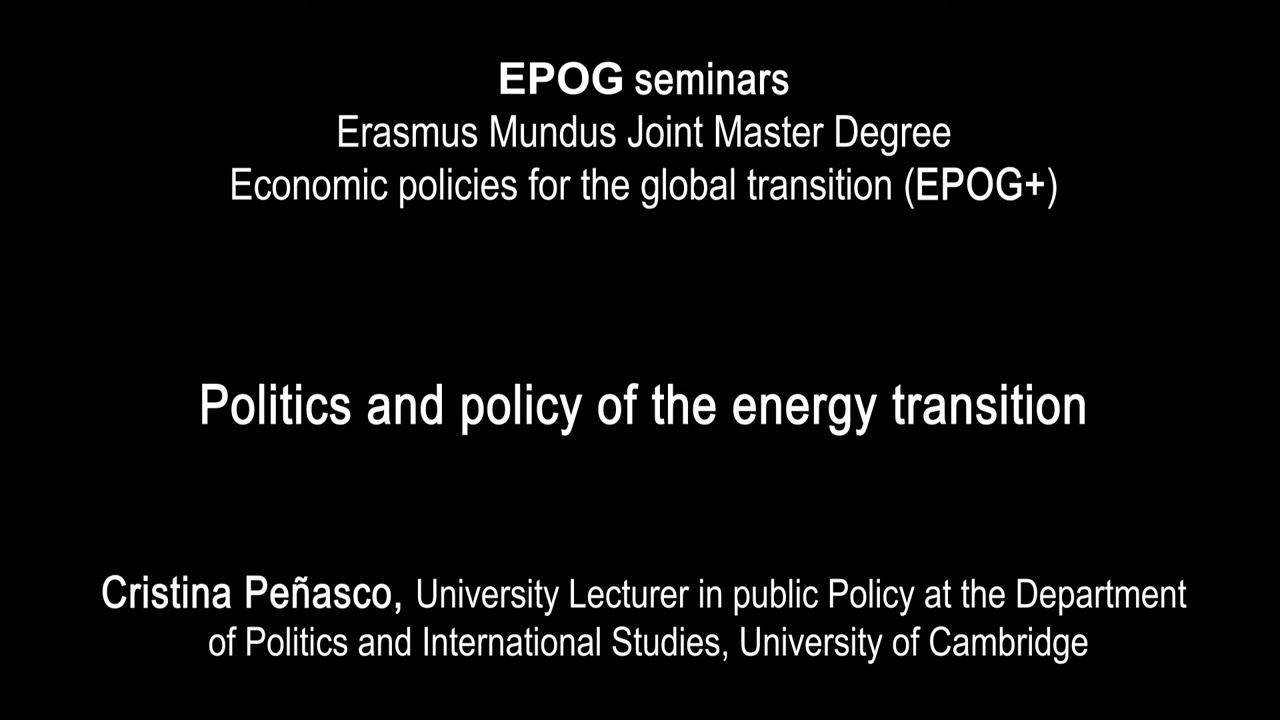 EPOG seminars
Erasmus Mundus Joint Master Degree
Economic policies for the global transition (EPOG+)
Politics and policy of the energy transition
Cristina Peñasco, University Lecturer in public Policy at the Department
of Politics and International Studies, University of Cambridge